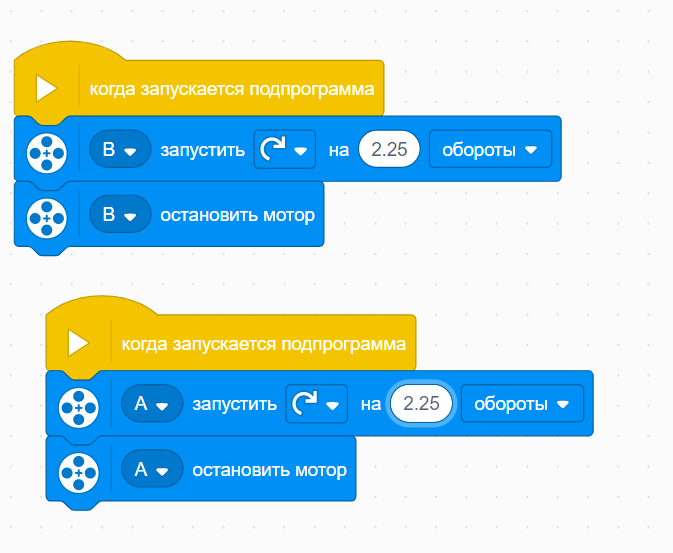 когда запускается подпрограмма
B запустить на 2.25 обороты
B остановить мотор
когда запускается подпрограмма
A запустить на 2.25 обороты
A остановить мотор